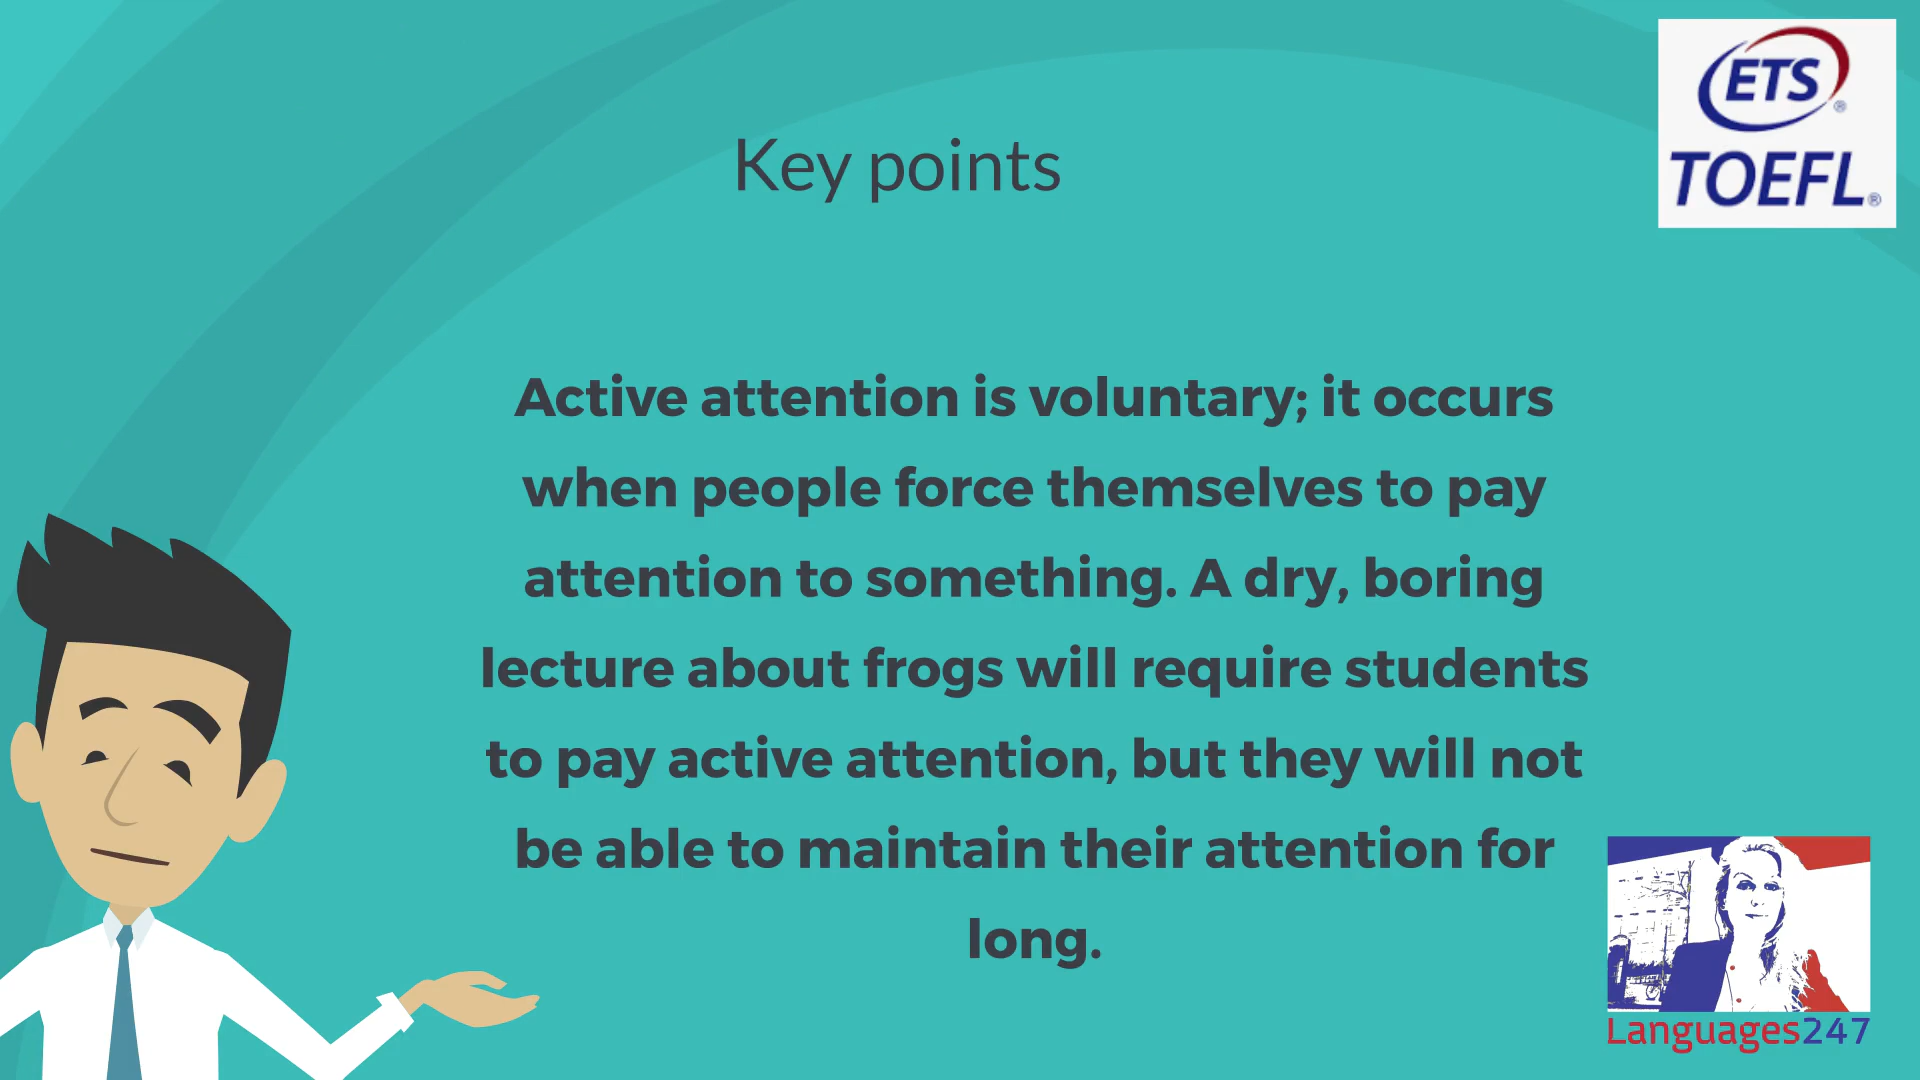 Key points
ETS®
TOEFL®
Active attention is voluntary; it occurs
when people force themselves to pay
attention to something. A dry, boring
lecture about frogs will require students
to pay active attention, but they will not
be able to maintain their attention for
long.
Languages247